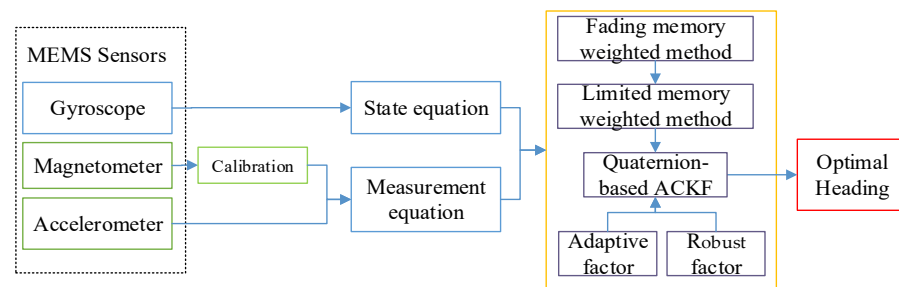 MEMS Sensors
Gyroscope
Magnetometer
Accelerometer
Calibration
State equation
Measurement
equation
Fading memory
weighted method
Limited memory
weighted method
Quaternion-
based ACKF
Adaptive
factor
Robust
factor
Optimal
Heading